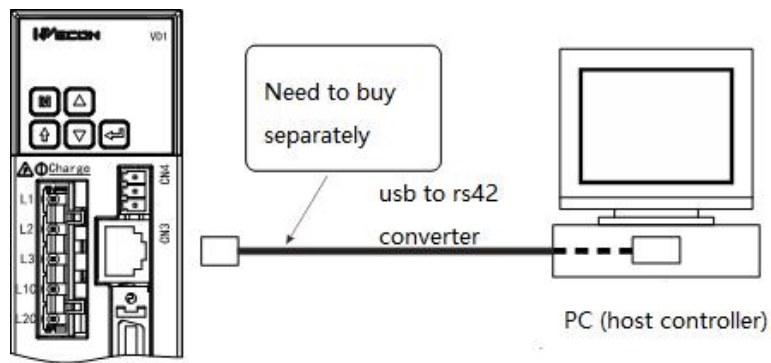 WECON
VD1
M
Charge
CN4
L1
L2
L3
L1C
L2C
CN3
Need to buy
separately
usb to rs42
converter
PC (host controller)